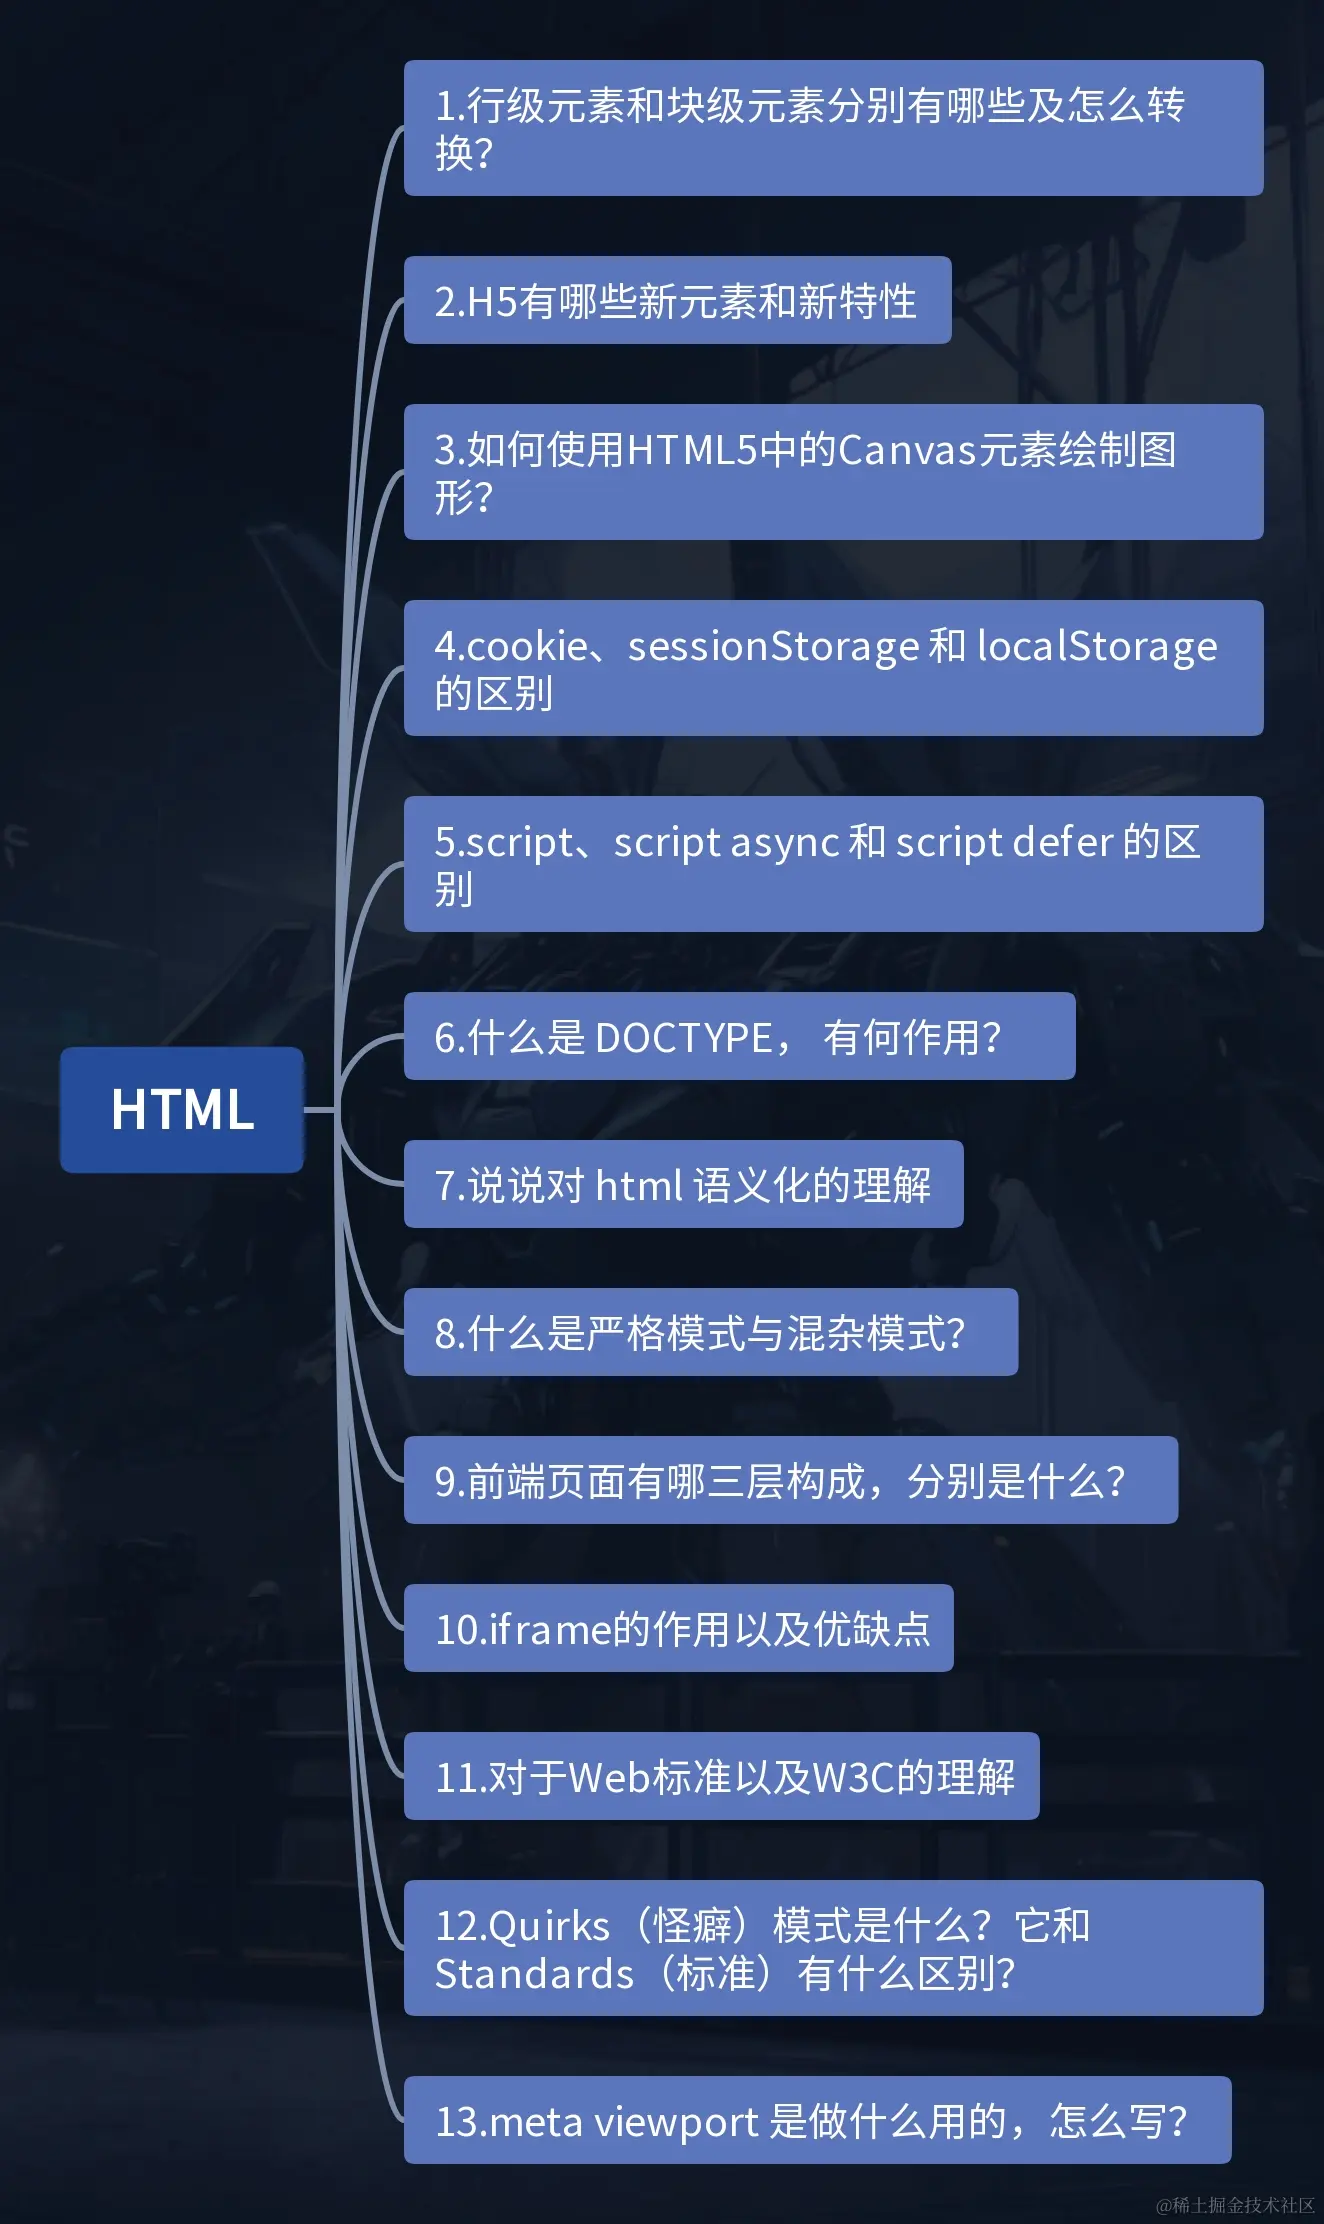 1.行级元素和块级元素分别有哪些及怎么转
换？
2.H5有哪些新元素和新特性
3.如何使用HTML5中的Canvas元素绘制图
形？
4.cookie、sessionStorage 和 localStorage
的区别
5.script、script async 和 script defer 的区
别
6.什么是 DOCTYPE， 有何作用？
HTML
7.说说对 html 语义化的理解
8.什么是严格模式与混杂模式？
9.前端页面有哪三层构成，分别是什么？
10.iframe的作用以及优缺点
11.对于Web标准以及W3C的理解
12.Quirks（怪癖）模式是什么？它和
Standards（标准）有什么区别？
13.meta viewport 是做什么用的，怎么写？
@稀土掘金技术社区